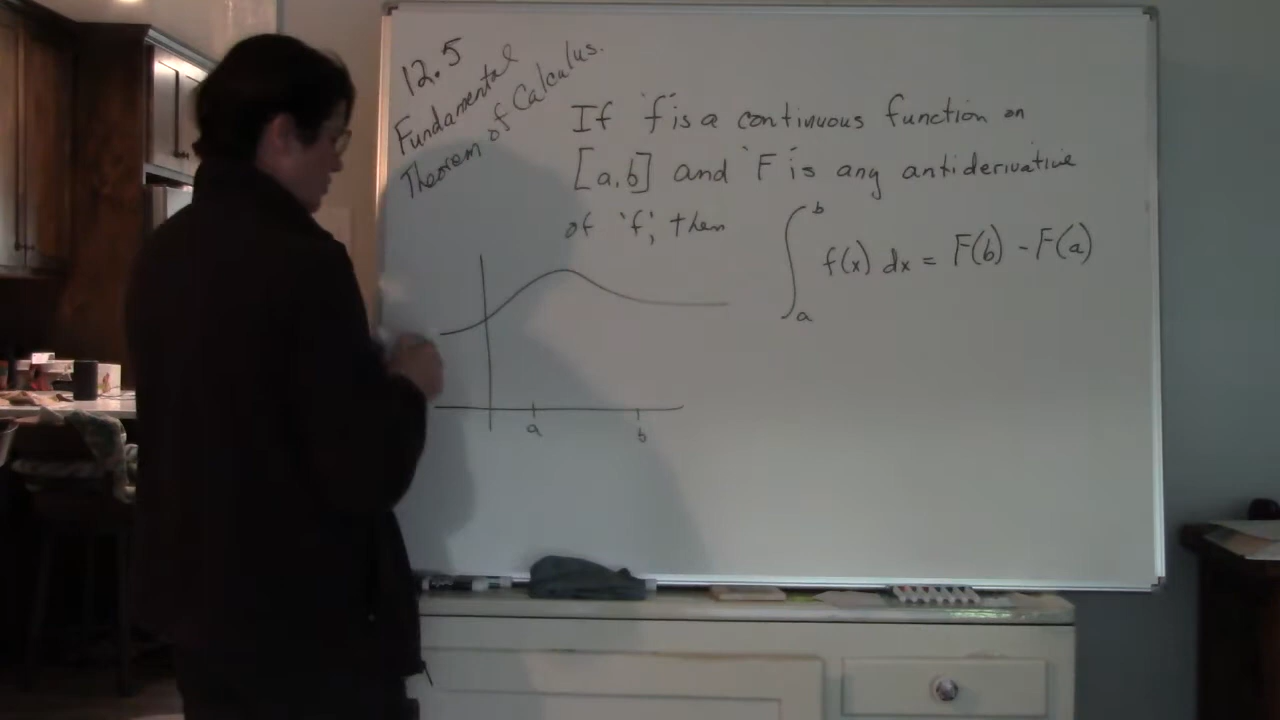 12.5
Fundamental
Theorem of Calculus.
If 'f' is a continuous function on
[a,b] and 'F' is any antiderivative
of 'f', then ∫_a^b f(x) dx = F(b) - F(a)
a b